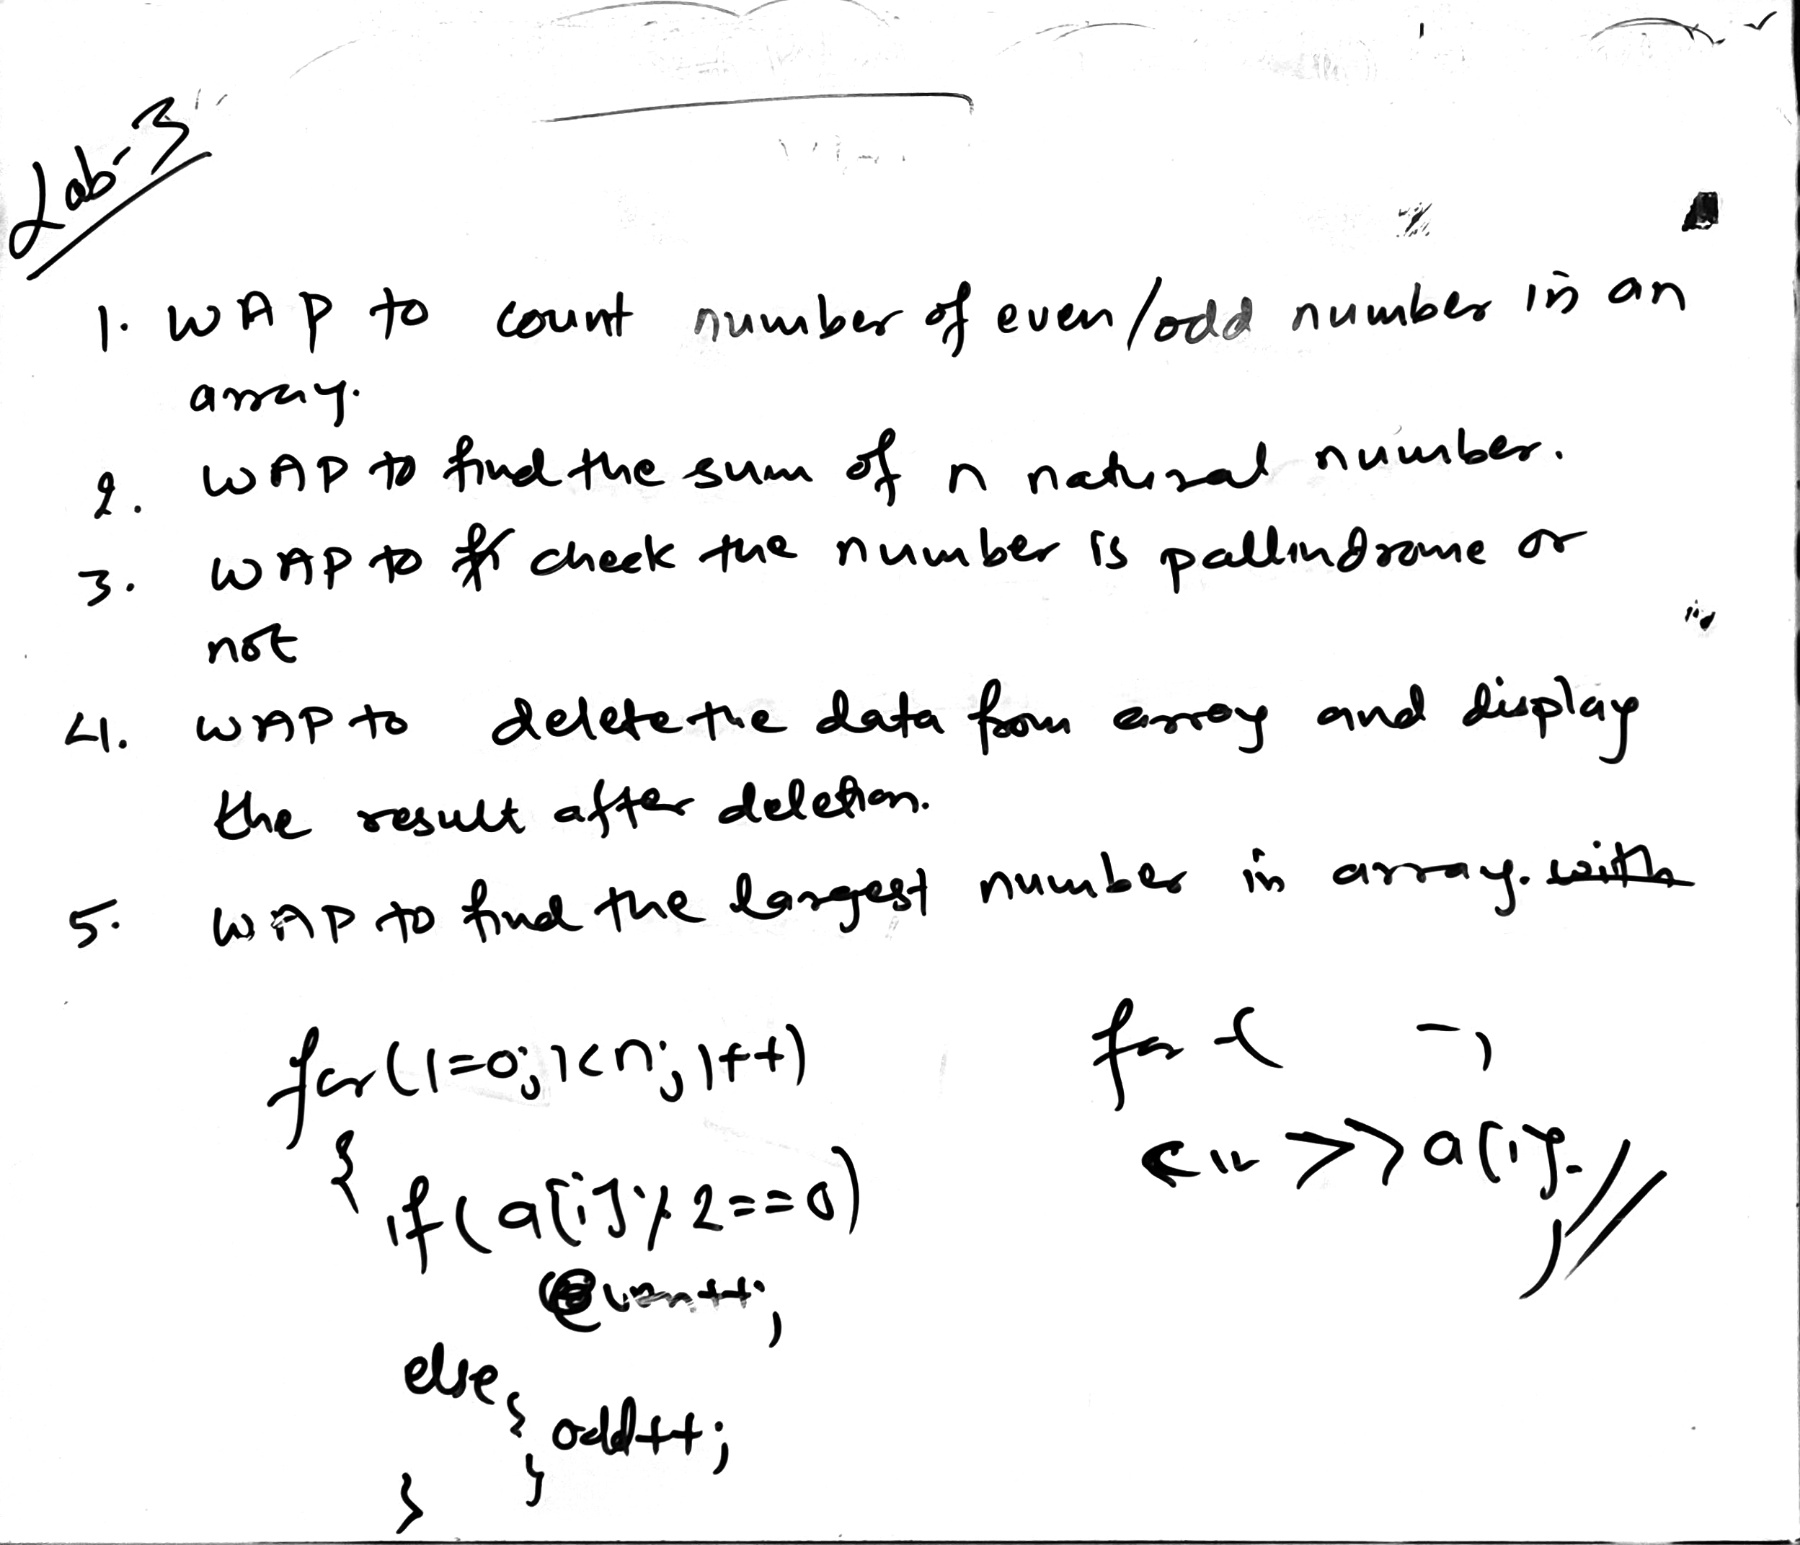 Lab-3
1. WAP to count number of even/odd number in an
array.
2. WAP to find the sum of n natural number.
3. WAP to check the number is pallindrome or
not
4. WAP to delete the data from array and display
the result after deletion.
5. WAP to find the largest number in array. with
for(i=0;i<n;i++)
{
if(a[i]%2==0)
even++;
else
{ odd++;
}
}
for( )
cin >>a[i];